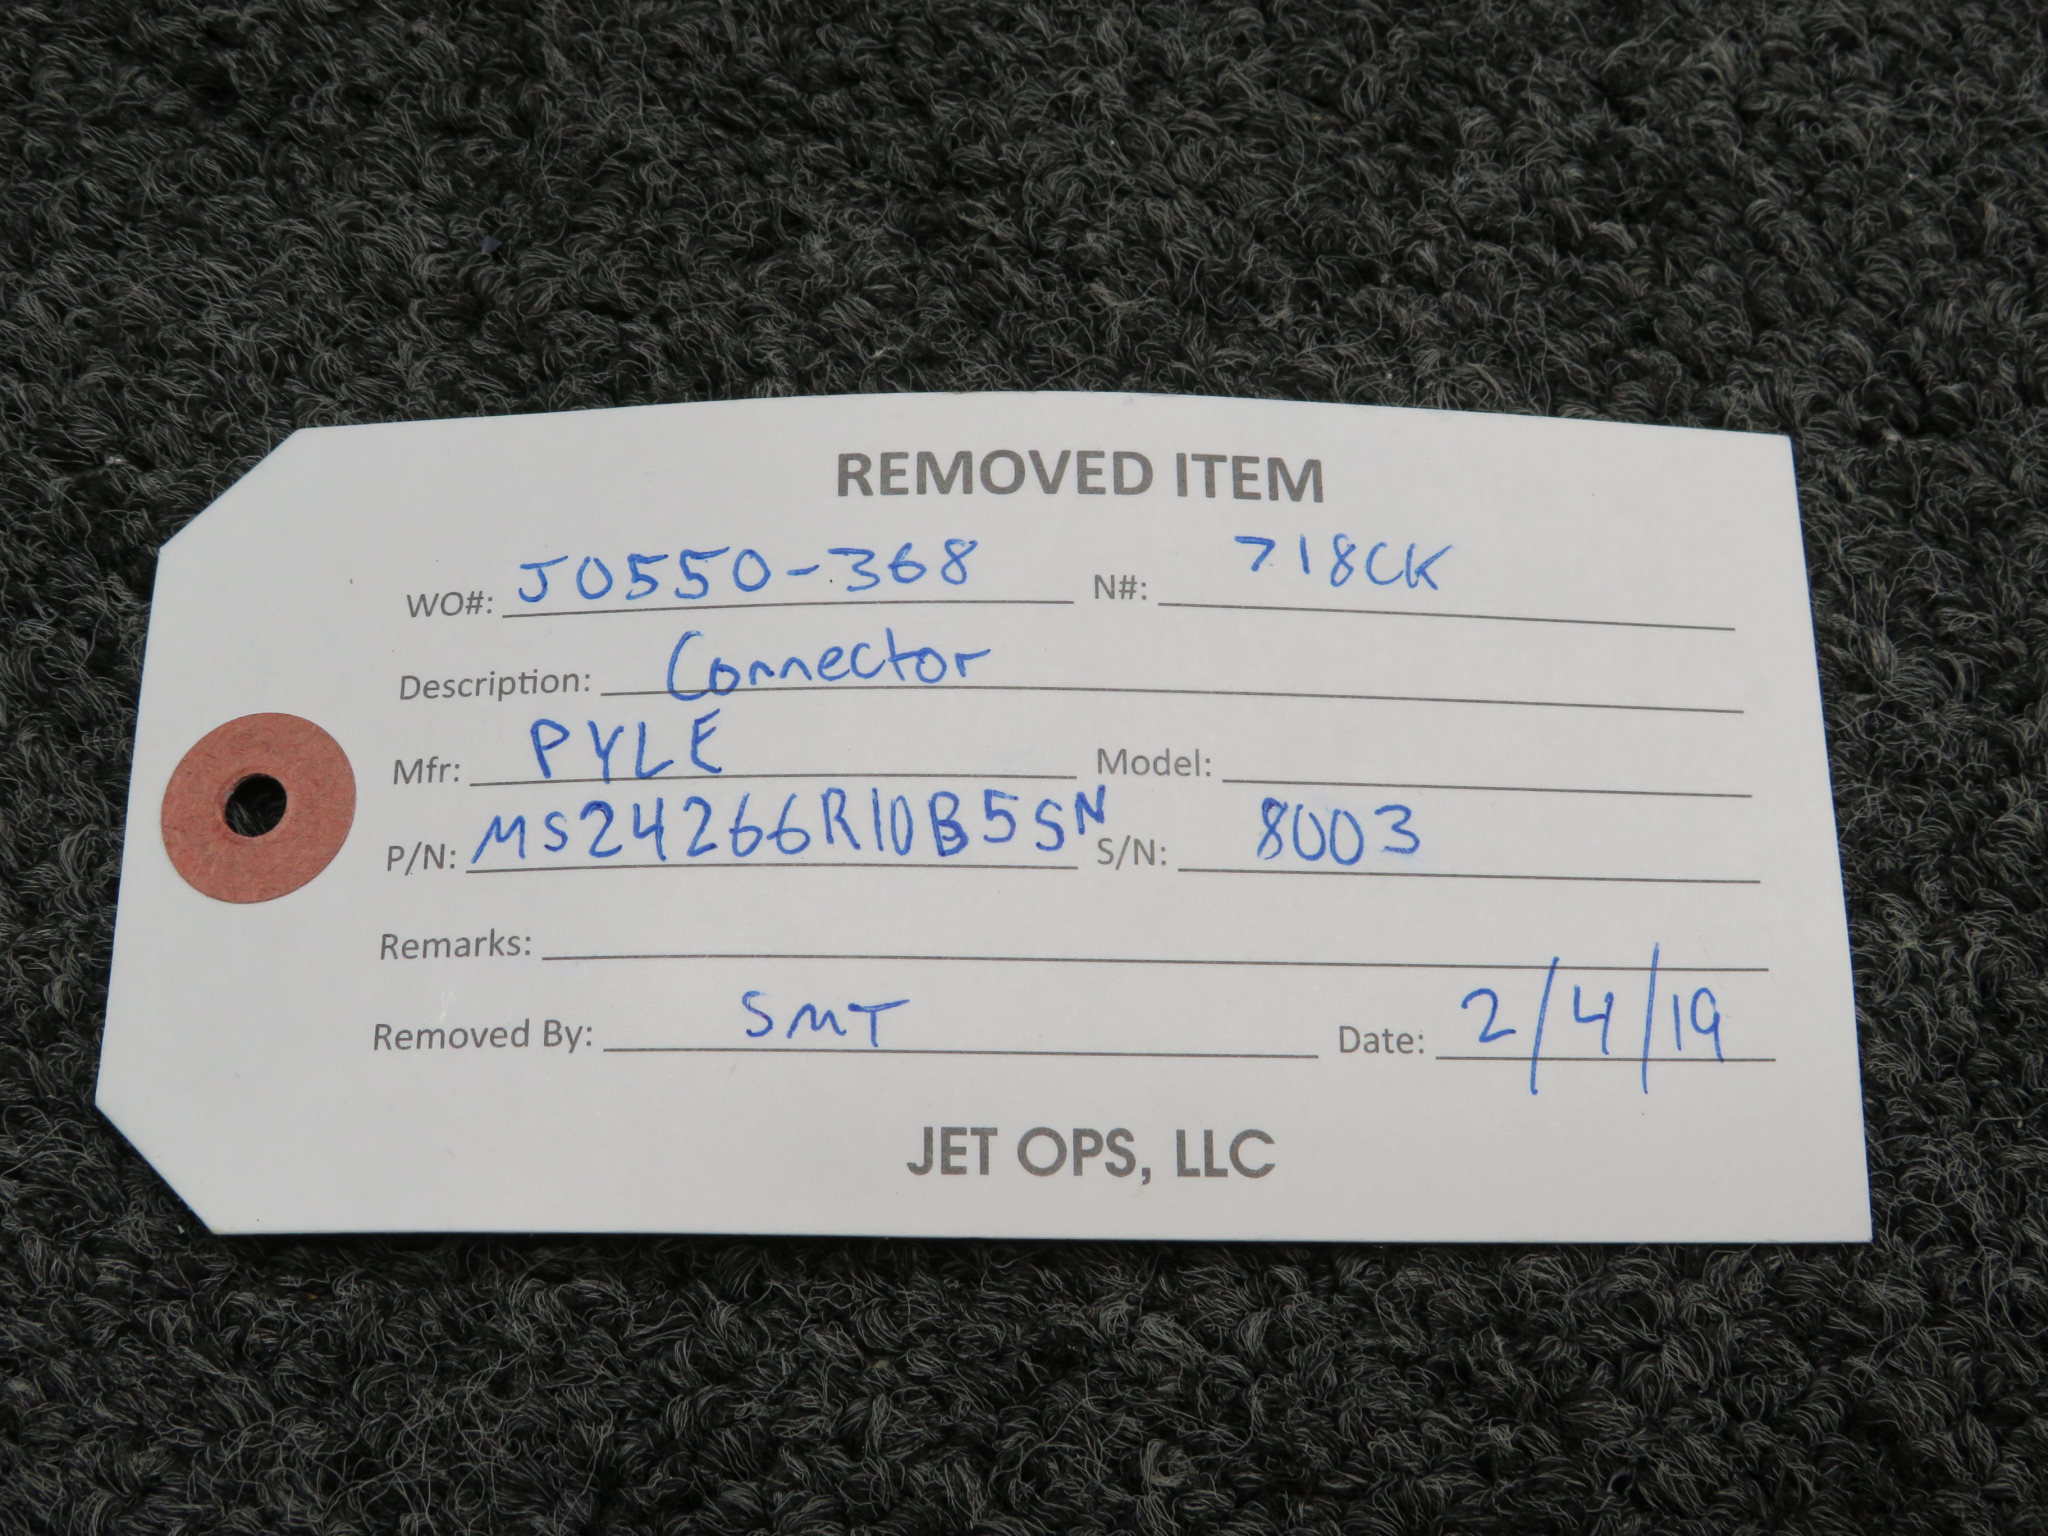 REMOVED ITEM
WO#: J0550-368 N#: 718CK
Description: Connector
Mfr: PYLE Model:
P/N: MS24266R10B5SN S/N: 8003
Remarks:
Removed By: SMT Date: 2/4/19
JET OPS, LLC